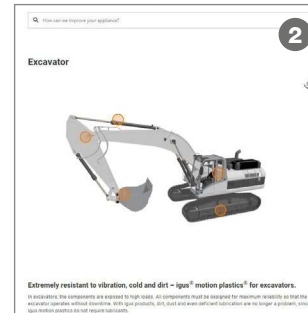 How can we improve your appliance?
2
Excavator
Extremely resistant to vibration, cold and dirt – igus® motion plastics® for excavators.
In excavators, the components are exposed to high loads. All components must be designed for maximum reliability so that the
excavator operates without downtime. With igus products, dirt, dust and even deficient lubrication are no longer a problem, since
igus motion plastics do not require lubricants.